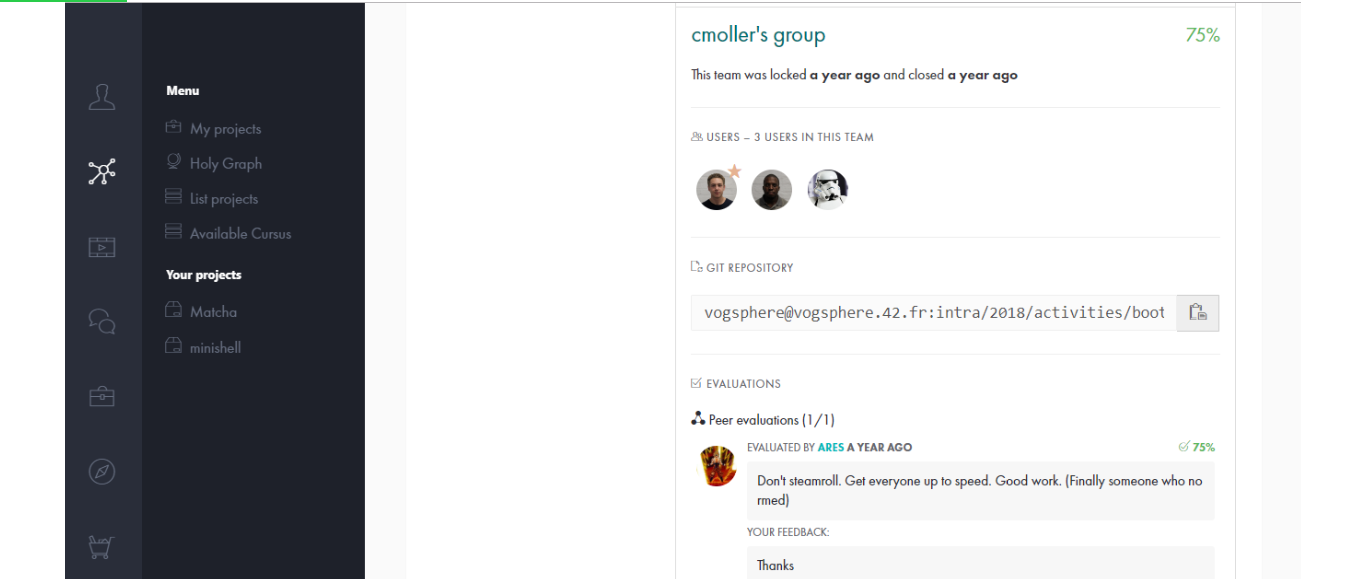 Menu
My projects
Holy Graph
List projects
Available Cursus
Your projects
Matcha
minishell
cmoller's group
75%
This team was locked a year ago and closed a year ago
USERS – 3 USERS IN THIS TEAM
GIT REPOSITORY
vogsphere@vogsphere.42.fr:intra/2018/activities/boot
EVALUATIONS
Peer evaluations (1/1)
EVALUATED BY ARES A YEAR AGO
75%
Don't steamroll. Get everyone up to speed. Good work. (Finally someone who no
rmed)
YOUR FEEDBACK:
Thanks